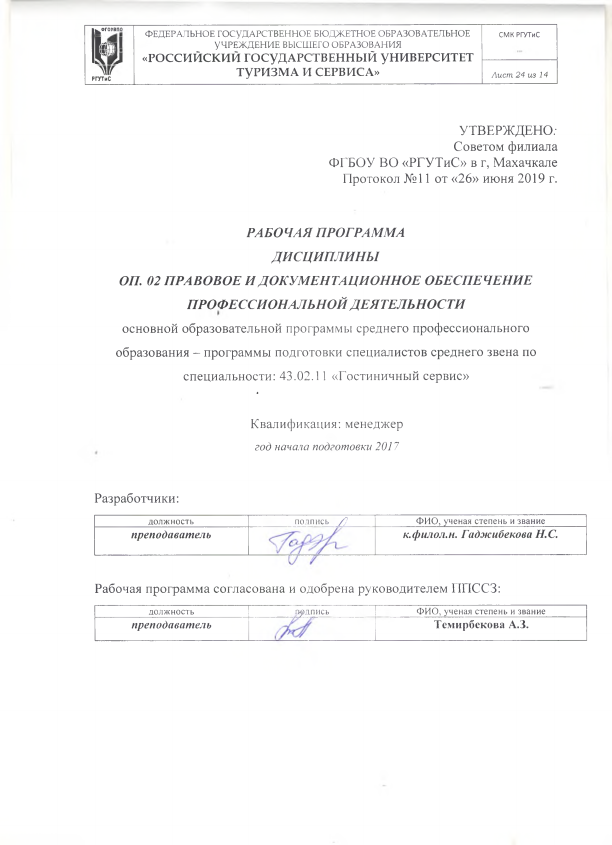 ФГОРВПО
РГУТиС
ФЕДЕРАЛЬНОЕ ГОСУДАРСТВЕННОЕ БЮДЖЕТНОЕ ОБРАЗОВАТЕЛЬНОЕ
УЧРЕЖДЕНИЕ ВЫСШЕГО ОБРАЗОВАНИЯ
«РОССИЙСКИЙ ГОСУДАРСТВЕННЫЙ УНИВЕРСИТЕТ
ТУРИЗМА И СЕРВИСА»
СМК РГУТиС
Лист 24 из 14
УТВЕРЖДЕНО:
Советом филиала
ФГБОУ ВО «РГУТиС» в г, Махачкале
Протокол №11 от «26» июня 2019 г.
РАБОЧАЯ ПРОГРАММА
ДИСЦИПЛИНЫ
ОП. 02 ПРАВОВОЕ И ДОКУМЕНТАЦИОННОЕ ОБЕСПЕЧЕНИЕ
ПРОФЕССИОНАЛЬНОЙ ДЕЯТЕЛЬНОСТИ
основной образовательной программы среднего профессионального
образования – программы подготовки специалистов среднего звена по
специальности: 43.02.11 «Гостиничный сервис»
Квалификация: менеджер
год начала подготовки 2017
Разработчики:
должность подпись ФИО, ученая степень и звание
преподаватель к.филол.н. Гаджибекова Н.С.
Рабочая программа согласована и одобрена руководителем ППССЗ:
должность подпись ФИО, ученая степень и звание
преподаватель Темирбекова А.З.